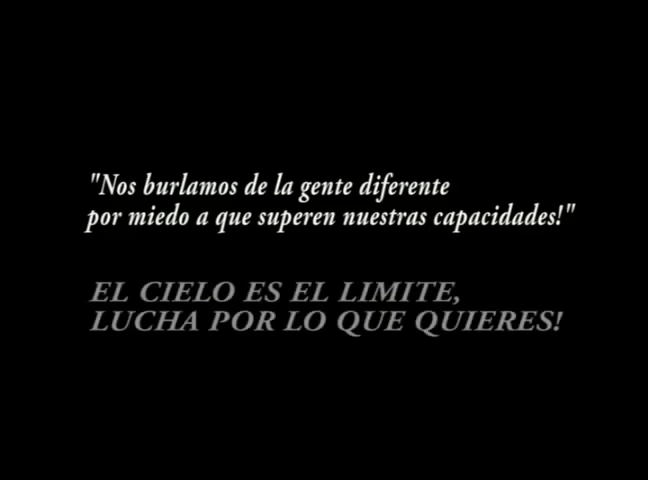 "Nos burlamos de la gente diferente
por miedo a que superen nuestras capacidades!"
EL CIELO ES EL LIMITE,
LUCHA POR LO QUE QUIERES!